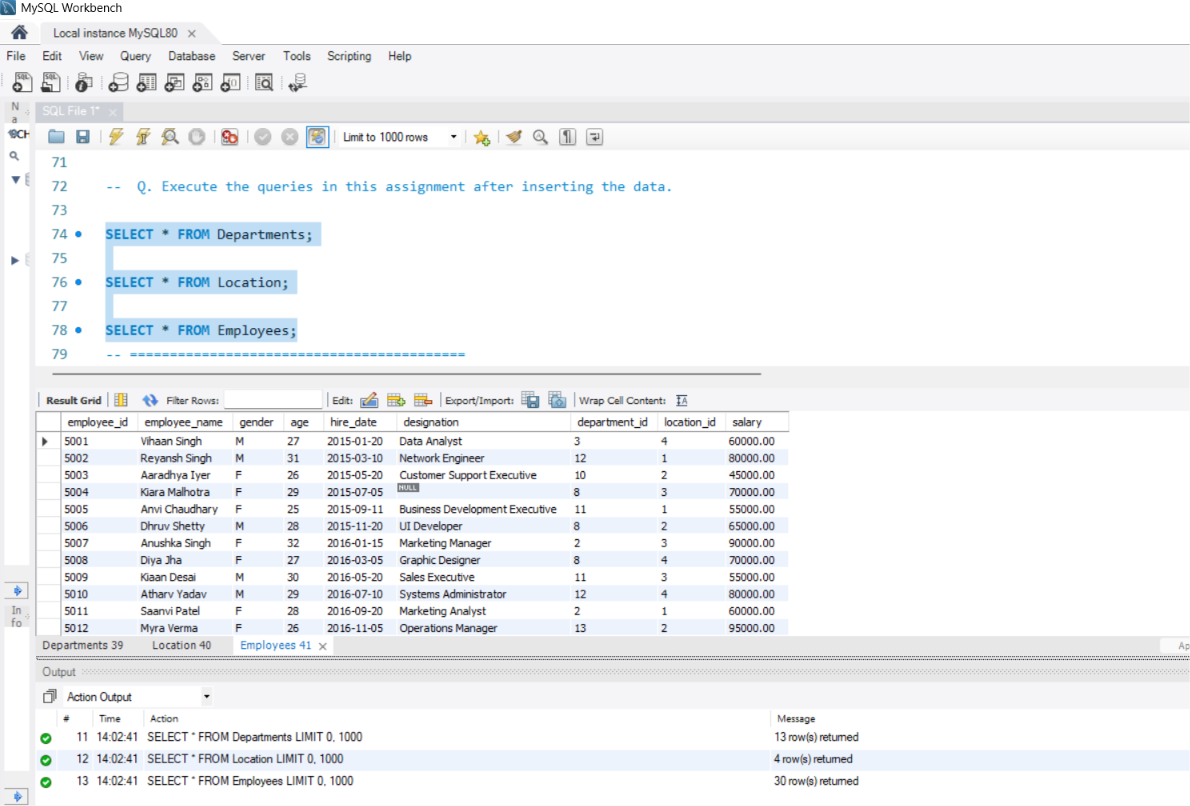 MySQL Workbench
Local instance MySQL80
File Edit View Query Database Server Tools Scripting Help
N
a
SQL File 1*
SCH
Limit to 1000 rows
71
72 -- Q. Execute the queries in this assignment after inserting the data.
73
74 SELECT * FROM Departments;
75
76 SELECT * FROM Location;
77
78 SELECT * FROM Employees;
79 -- ==========================================
Result Grid Filter Rows: Edit: Export/Import: Wrap Cell Content: IA
employee_id employee_name gender age hire_date designation department_id location_id salary
5001 Vihaan Singh M 27 2015-01-20 Data Analyst 3 4 60000.00
5002 Reyansh Singh M 31 2015-03-10 Network Engineer 12 1 80000.00
5003 Aaradhya Iyer F 26 2015-05-20 Customer Support Executive 10 2 45000.00
5004 Kiara Malhotra F 29 2015-07-05 NULL 8 3 70000.00
5005 Anvi Chaudhary F 25 2015-09-11 Business Development Executive 11 1 55000.00
5006 Dhruv Shetty M 28 2015-11-20 UI Developer 8 2 65000.00
5007 Anushka Singh F 32 2016-01-15 Marketing Manager 2 3 90000.00
5008 Diya Jha F 27 2016-03-05 Graphic Designer 8 4 70000.00
5009 Kiaan Desai M 30 2016-05-20 Sales Executive 11 3 55000.00
5010 Atharv Yadav M 29 2016-07-10 Systems Administrator 12 4 80000.00
5011 Saanvi Patel F 28 2016-09-20 Marketing Analyst 2 1 60000.00
5012 Myra Verma F 26 2016-11-05 Operations Manager 13 2 95000.00
In
fo
Departments 39 Location 40 Employees 41 Ap
Output
Action Output
# Time Action Message
11 14:02:41 SELECT * FROM Departments LIMIT 0, 1000 13 row(s) returned
12 14:02:41 SELECT * FROM Location LIMIT 0, 1000 4 row(s) returned
13 14:02:41 SELECT * FROM Employees LIMIT 0, 1000 30 row(s) returned